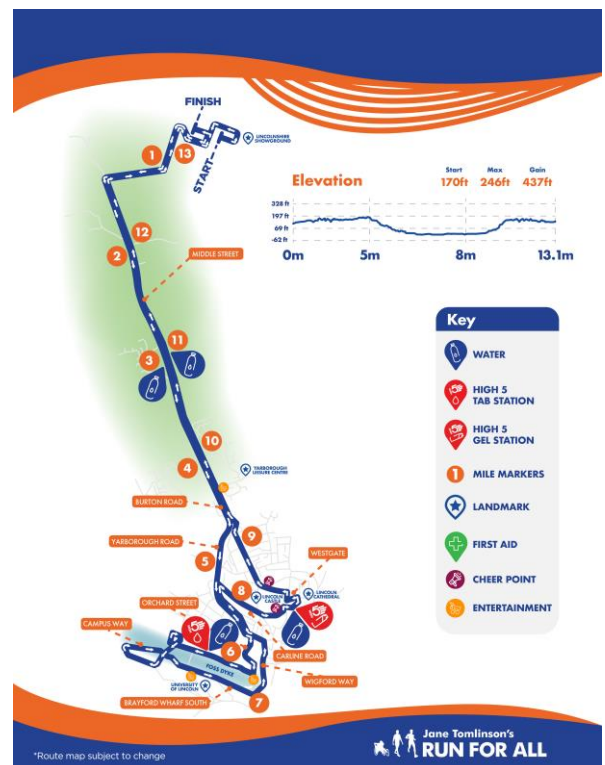 FINISH
START
LINCOLNSHIRE
SHOWGROUND
1
13
12
2
MIDDLE STREET
11
3
10
4
YARBOROUGH
LEISURE CENTRE
BURTON ROAD
9
YARBOROUGH ROAD
5
WESTGATE
8
LINCOLN
CASTLE
LINCOLN
CATHEDRAL
ORCHARD STREET
CAMPUS WAY
6
CARLINE ROAD
FOSS DYKE
WIGFORD WAY
UNIVERSITY
OF LINCOLN
BRAYFORD WHARF SOUTH
7
Elevation
Start
170ft
Max
246ft
Gain
437ft
328 ft
197 ft
69 ft
-62 ft
0m
5m
8m
13.1m
Key
WATER
HIGH 5
TAB STATION
HIGH 5
GEL STATION
1
MILE MARKERS
LANDMARK
FIRST AID
CHEER POINT
ENTERTAINMENT
*Route map subject to change
Jane Tomlinson's
RUN FOR ALL